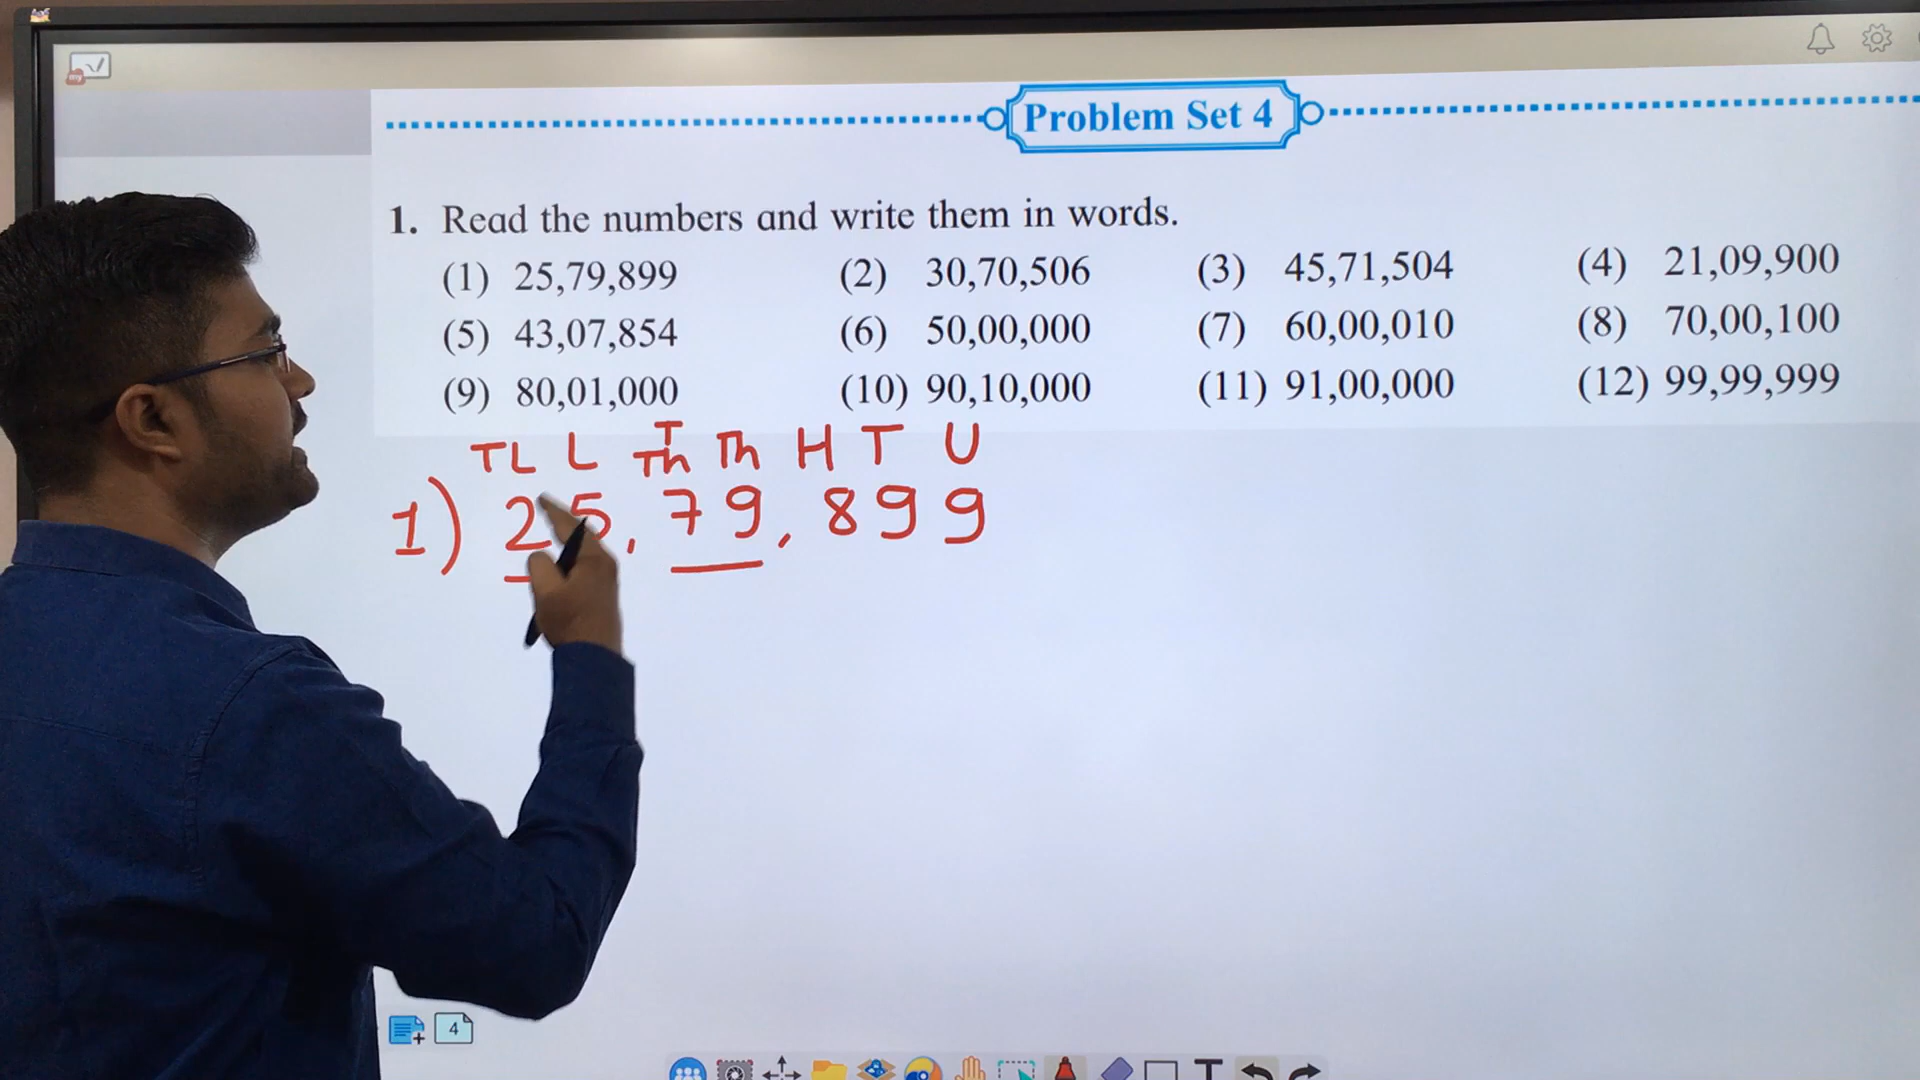 Problem Set 4
1. Read the numbers and write them in words.
(1) 25,79,899 (2) 30,70,506 (3) 45,71,504 (4) 21,09,900
(5) 43,07,854 (6) 50,00,000 (7) 60,00,010 (8) 70,00,100
(9) 80,01,000 (10) 90,10,000 (11) 91,00,000 (12) 99,99,999
TL L T Th Th H T U
1) 25,79,899
4